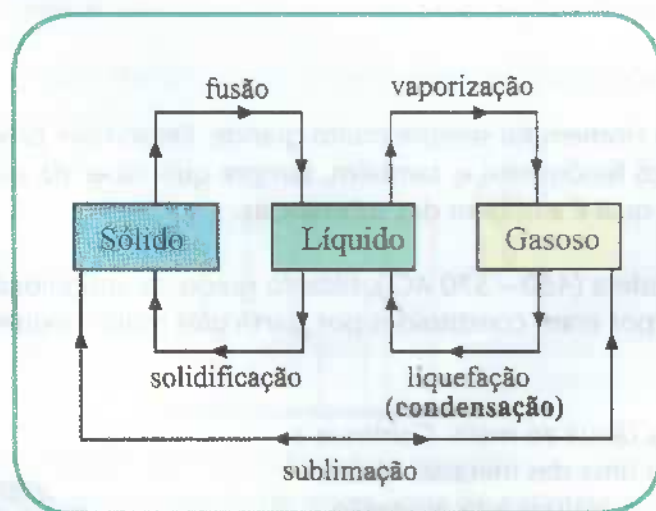 fusão
vaporização
Sólido
Líquido
Gasoso
solidificação
liquefação
(condensação)
sublimação